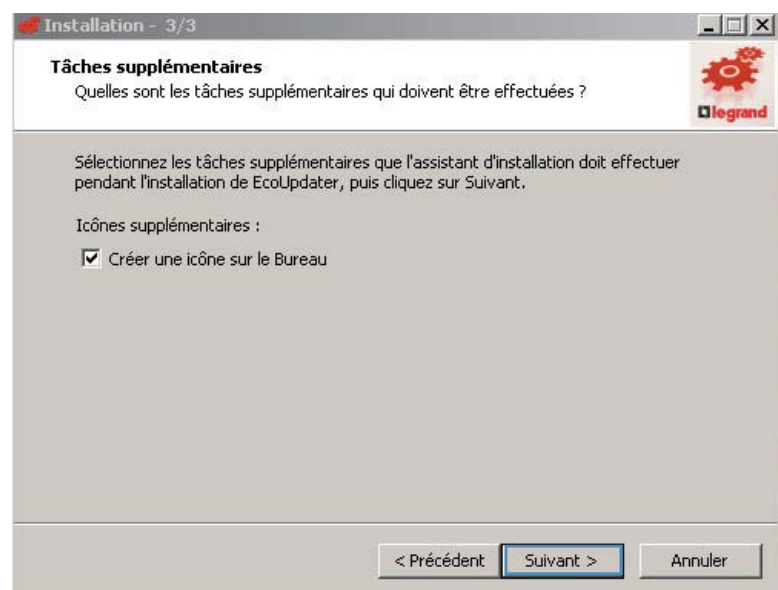 Installation - 3/3
Tâches supplémentaires
Quelles sont les tâches supplémentaires qui doivent être effectuées ?
legrand
Sélectionnez les tâches supplémentaires que l'assistant d'installation doit effectuer
pendant l'installation de EcoUpdater, puis cliquez sur Suivant.
Icônes supplémentaires :
Créer une icône sur le Bureau
< Précédent
Suivant >
Annuler